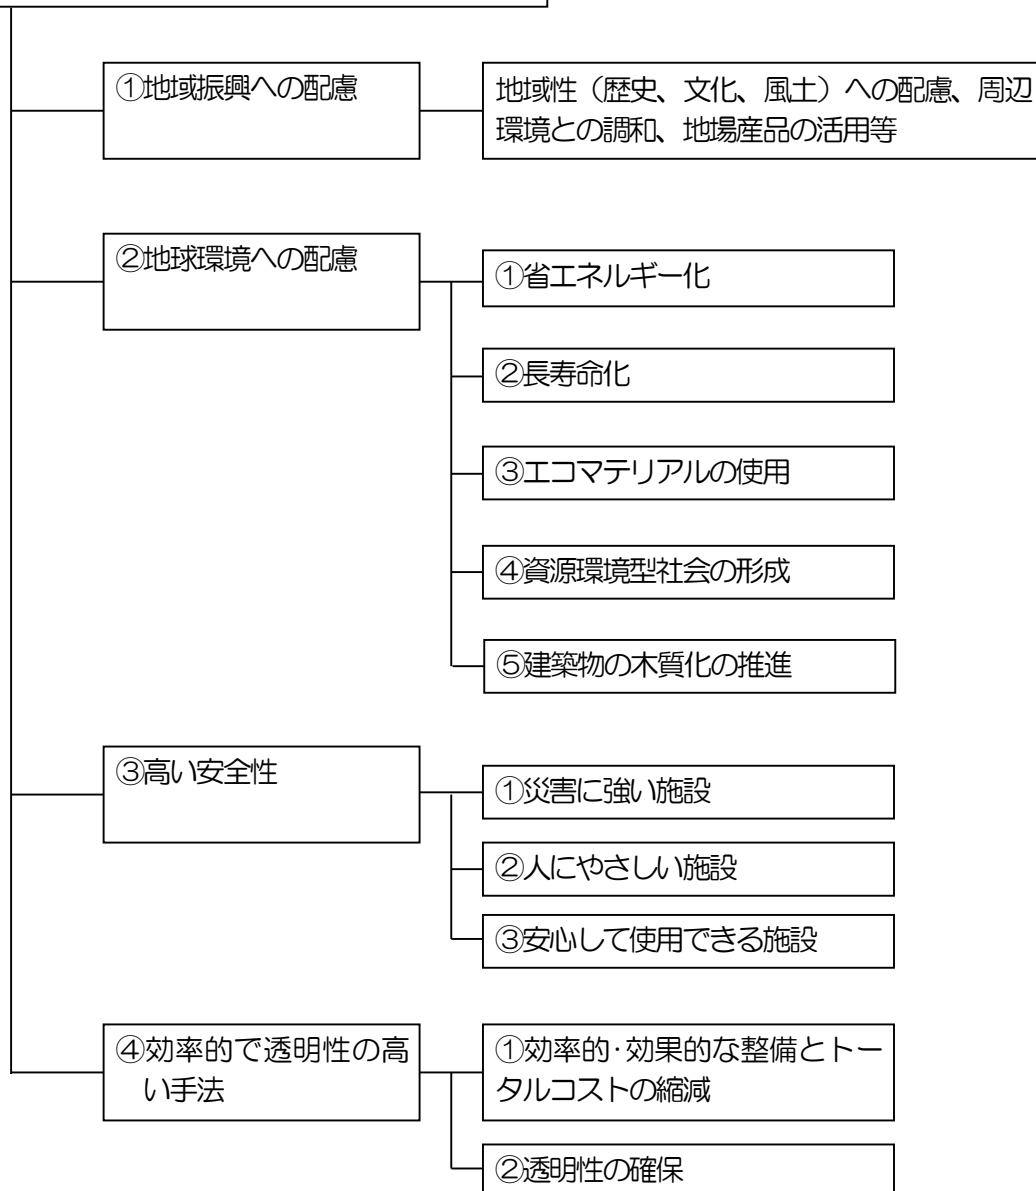 ①地域振興への配慮
地域性（歴史、文化、風土）への配慮、周辺
環境との調和、地場産品の活用等
②地球環境への配慮
①省エネルギー化
②長寿命化
③エコマテリアルの使用
④資源環境型社会の形成
⑤建築物の木質化の推進
③高い安全性
①災害に強い施設
②人にやさしい施設
③安心して使用できる施設
④効率的で透明性の高
い手法
①効率的・効果的な整備とトー
タルコストの縮減
②透明性の確保